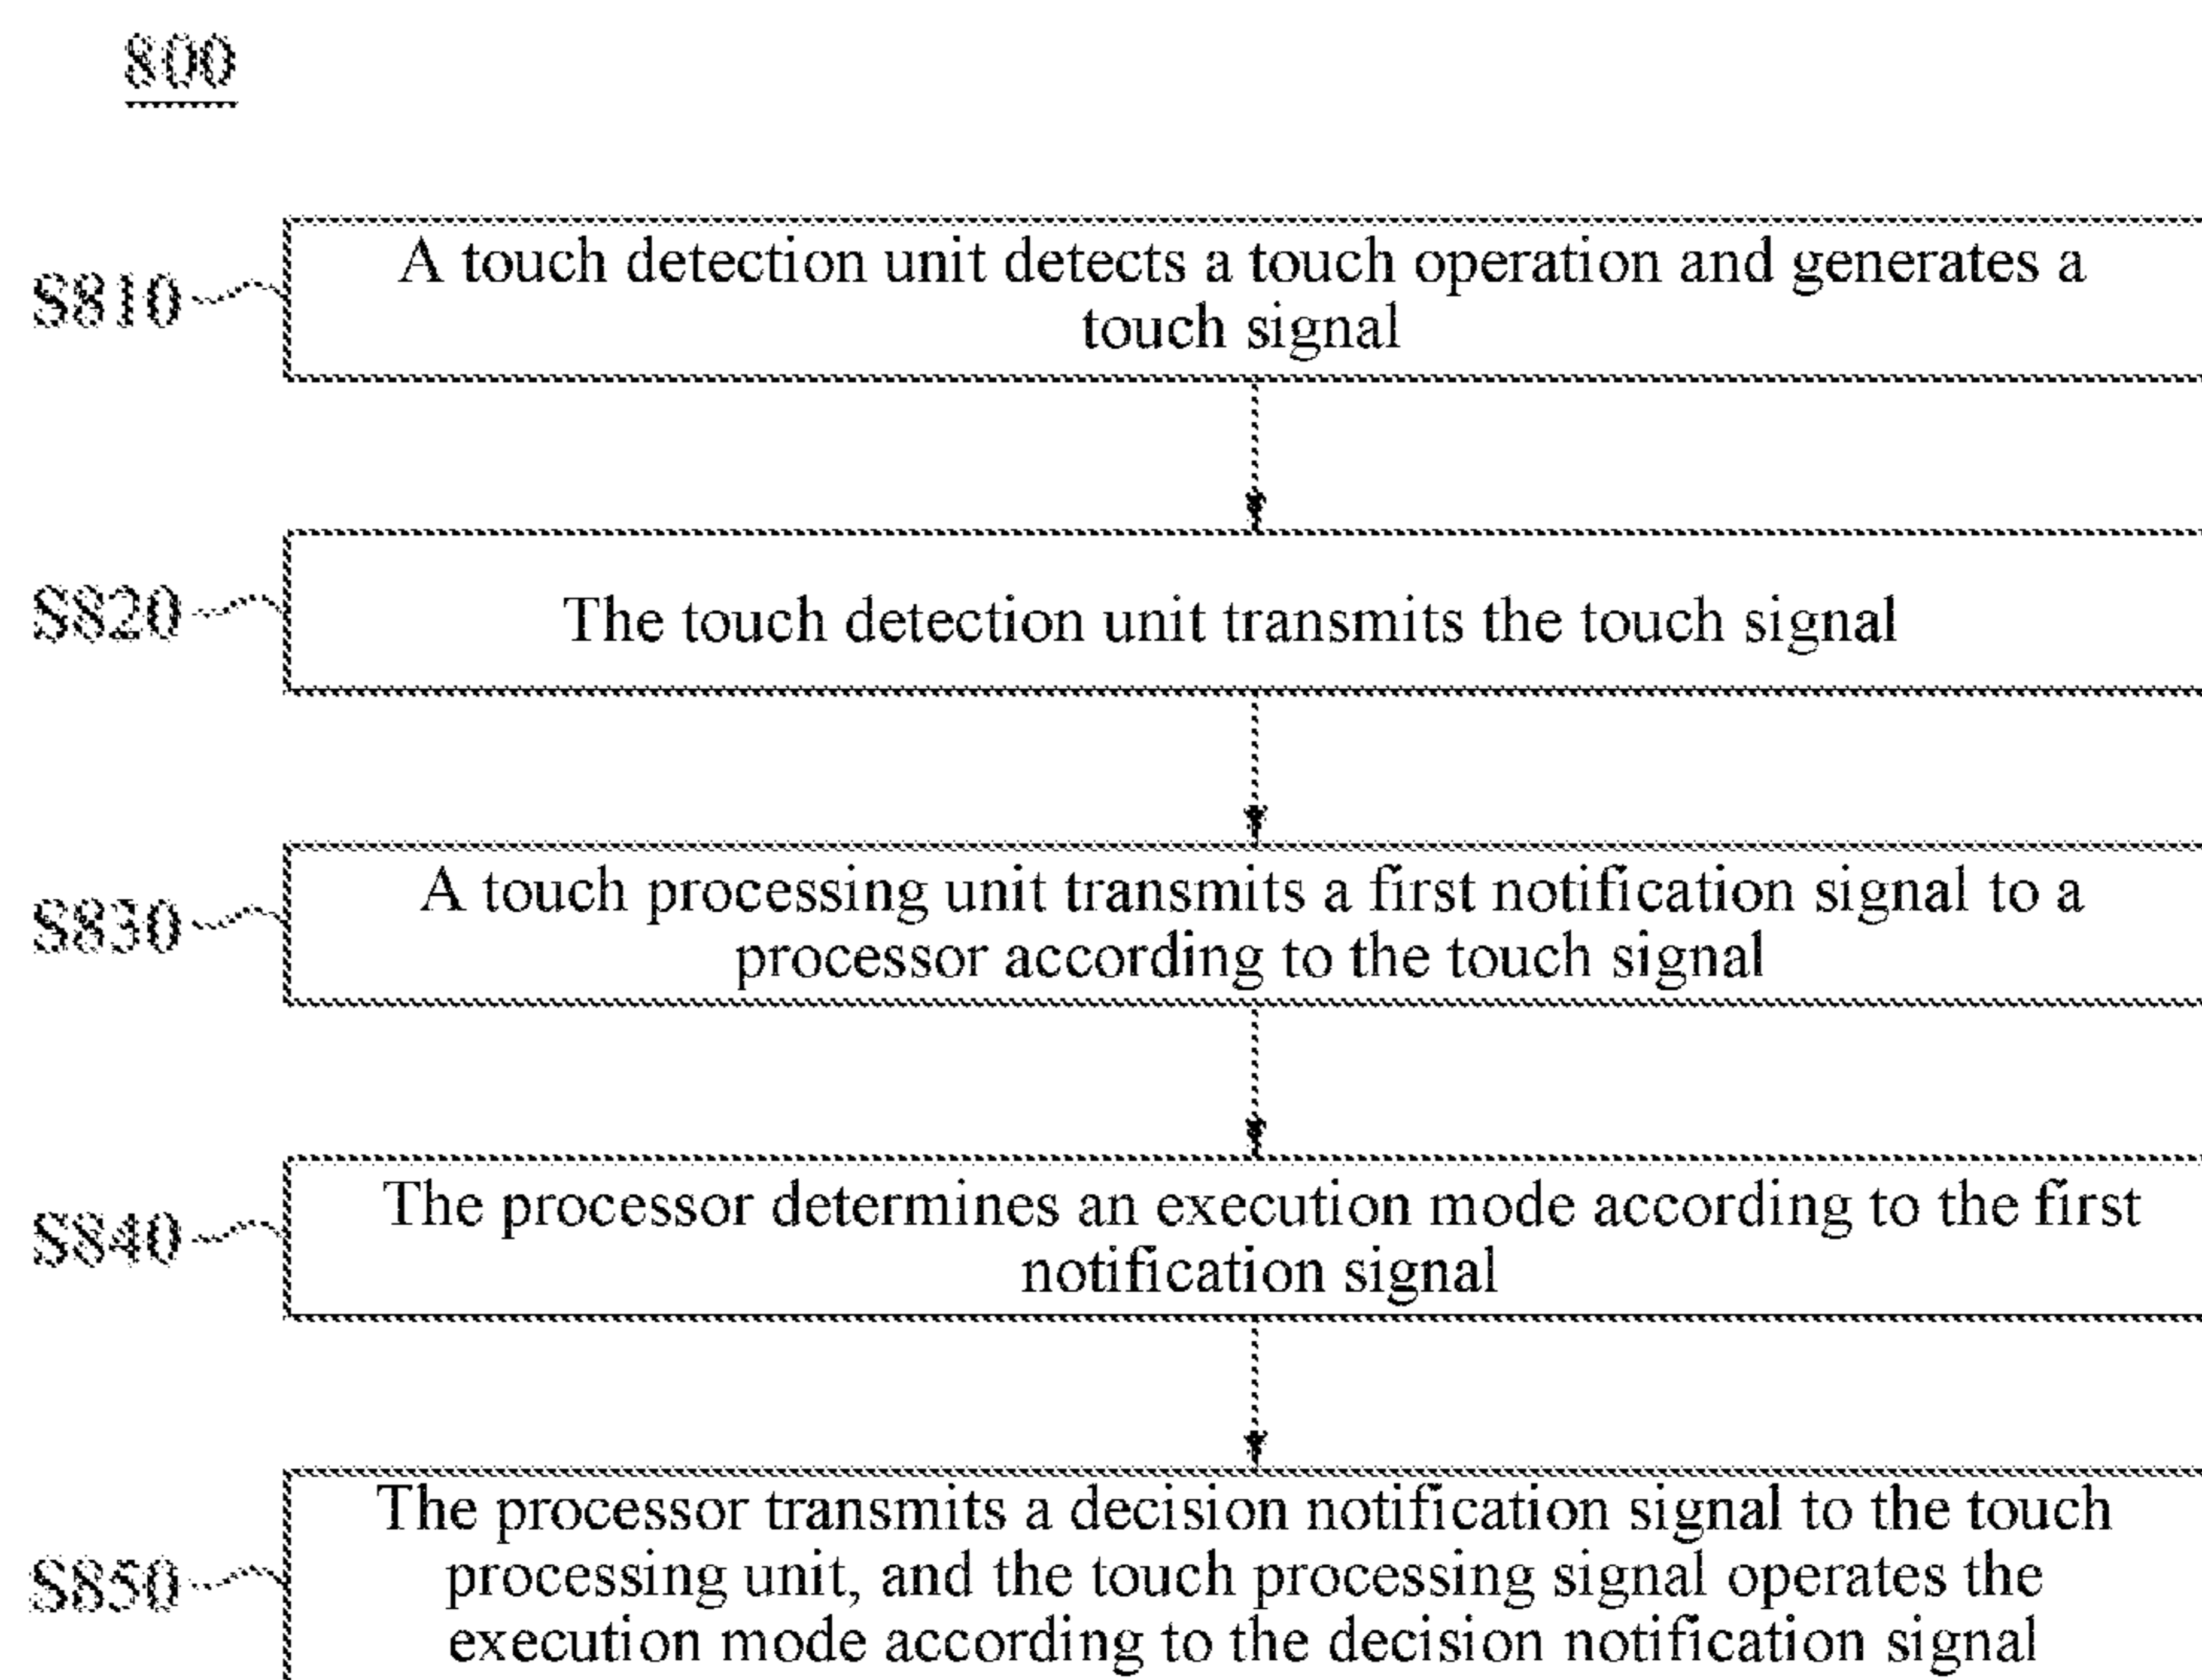 800
S810
A touch detection unit detects a touch operation and generates a
touch signal
S820
The touch detection unit transmits the touch signal
S830
A touch processing unit transmits a first notification signal to a
processor according to the touch signal
S840
The processor determines an execution mode according to the first
notification signal
S850
The processor transmits a decision notification signal to the touch
processing unit, and the touch processing signal operates the
execution mode according to the decision notification signal